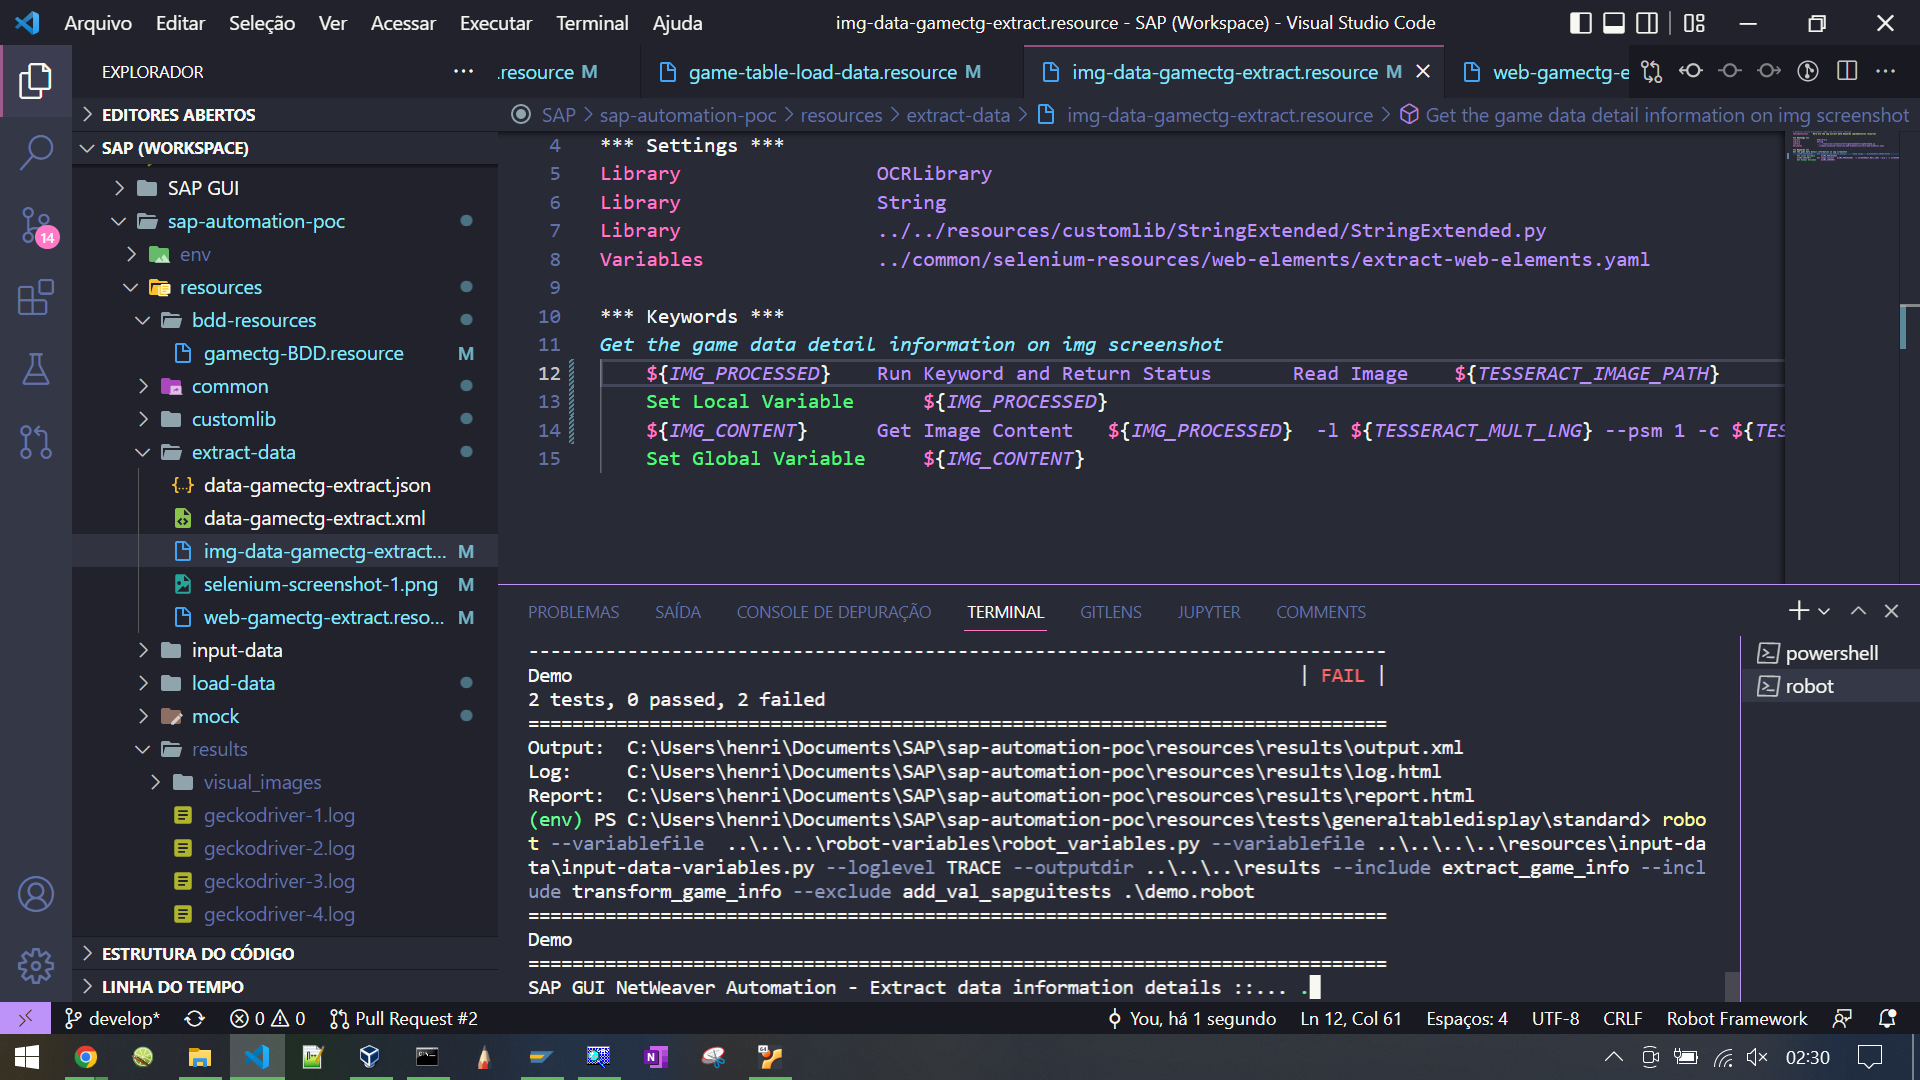 Arquivo Editar Seleção Ver Acessar Executar Terminal Ajuda
img-data-gamectg-extract.resource - SAP (Workspace) - Visual Studio Code
EXPLORADOR
.resource M
game-table-load-data.resource M
img-data-gamectg-extract.resource M
web-gamectg-e
EDITORES ABERTOS
SAP > sap-automation-poc > resources > extract-data > img-data-gamectg-extract.resource > Get the game data detail information on img screenshot
SAP (WORKSPACE)
SAP GUI
sap-automation-poc
14
env
resources
bdd-resources
gamectg-BDD.resource M
common
customlib
extract-data
data-gamectg-extract.json
data-gamectg-extract.xml
img-data-gamectg-extract... M
selenium-screenshot-1.png M
web-gamectg-extract.reso... M
input-data
load-data
mock
results
visual_images
geckodriver-1.log
geckodriver-2.log
geckodriver-3.log
geckodriver-4.log
ESTRUTURA DO CÓDIGO
LINHA DO TEMPO
4 *** Settings ***
5 Library OCRLibrary
6 Library String
7 Library ../../resources/customlib/StringExtended/StringExtended.py
8 Variables ../common/selenium-resources/web-elements/extract-web-elements.yaml
9
10 *** Keywords ***
11 Get the game data detail information on img screenshot
12 ${IMG_PROCESSED} Run Keyword and Return Status Read Image ${TESSERACT_IMAGE_PATH}
13 Set Local Variable ${IMG_PROCESSED}
14 ${IMG_CONTENT} Get Image Content ${IMG_PROCESSED} -l ${TESSERACT_MULT_LNG} --psm 1 -c ${TES
15 Set Global Variable ${IMG_CONTENT}
PROBLEMAS SAÍDA CONSOLE DE DEPURAÇÃO TERMINAL GITLENS JUPYTER COMMENTS
powershell
robot
------------------------------------------------------------------------------
Demo | FAIL |
2 tests, 0 passed, 2 failed
==============================================================================
Output: C:\Users\henri\Documents\SAP\sap-automation-poc\resources\results\output.xml
Log: C:\Users\henri\Documents\SAP\sap-automation-poc\resources\results\log.html
Report: C:\Users\henri\Documents\SAP\sap-automation-poc\resources\results\report.html
(env) PS C:\Users\henri\Documents\SAP\sap-automation-poc\resources\tests\generaltabledisplay\standard> robo
t --variablefile ..\..\..\robot-variables\robot_variables.py --variablefile ..\..\..\..\resources\input-da
ta\input-data-variables.py --loglevel TRACE --outputdir ..\..\..\results --include extract_game_info --incl
ude transform_game_info --exclude add_val_sapguitests .\demo.robot
==============================================================================
Demo
==============================================================================
SAP GUI NetWeaver Automation - Extract data information details ::... .
develop* 0 0 Pull Request #2
You, há 1 segundo Ln 12, Col 61 Espaços: 4 UTF-8 CRLF Robot Framework
02:30